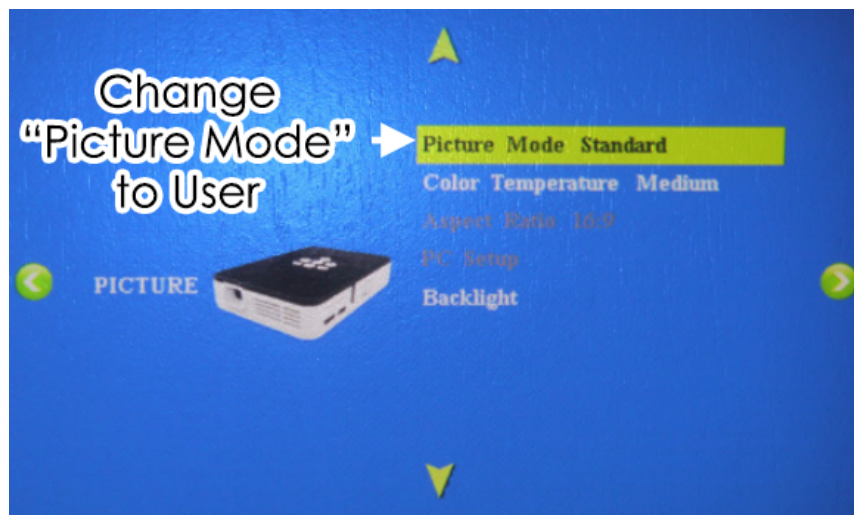 Change
“Picture Mode”
to User
Picture Mode Standard
Color Temperature Medium
Aspect Ratio 16:9
PC Setup
PICTURE
Backlight